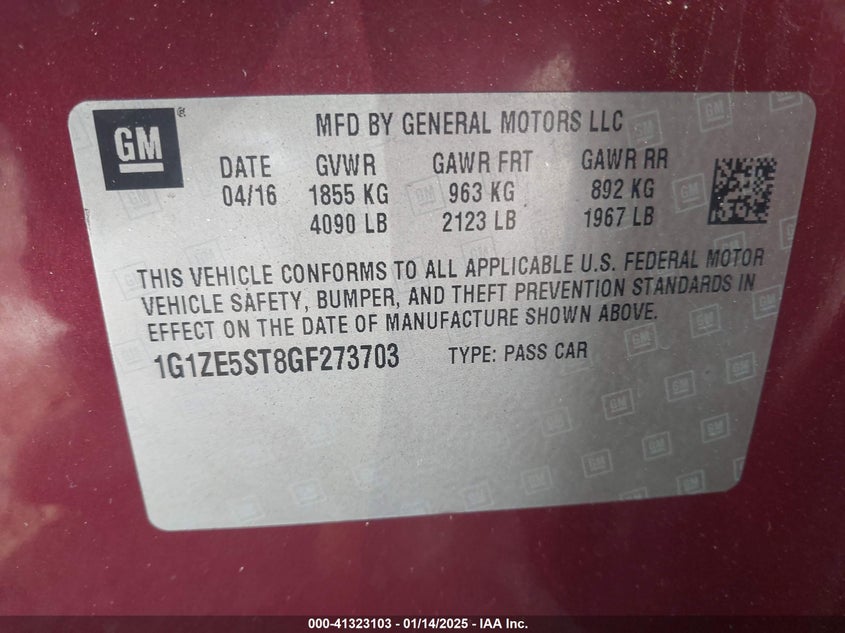 GM ®
MFD BY GENERAL MOTORS LLC
DATE GVWR GAWR FRT GAWR RR
04/16 1855 KG 963 KG 892 KG
4090 LB 2123 LB 1967 LB
THIS VEHICLE CONFORMS TO ALL APPLICABLE U.S. FEDERAL MOTOR
VEHICLE SAFETY, BUMPER, AND THEFT PREVENTION STANDARDS IN
EFFECT ON THE DATE OF MANUFACTURE SHOWN ABOVE.
1G1ZE5ST8GF273703 TYPE: PASS CAR
000-41323103 - 01/14/2025 - IAA Inc.